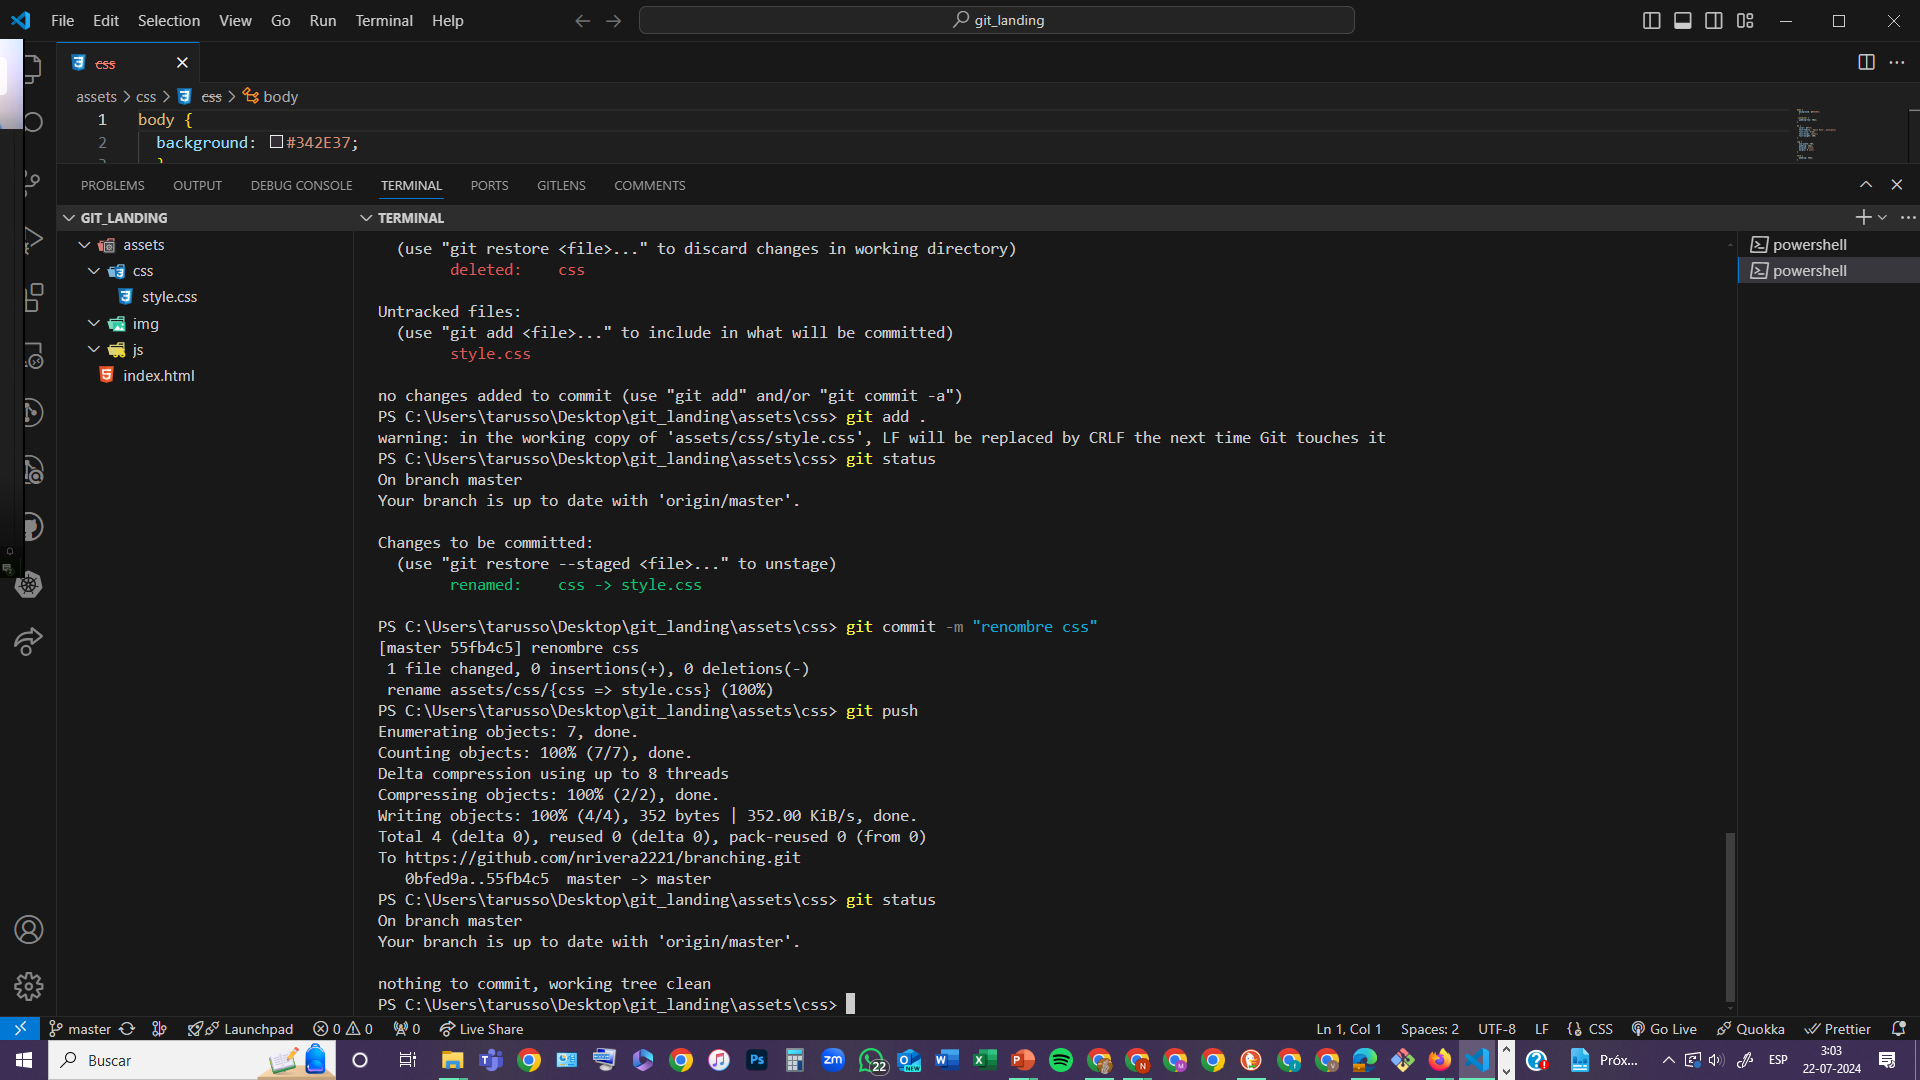 File Edit Selection View Go Run Terminal Help
git_landing
css
assets > css > css > body
1 body {
2 background: #342E37;
}
PROBLEMS OUTPUT DEBUG CONSOLE TERMINAL PORTS GITLENS COMMENTS
GIT_LANDING
assets
css
style.css
img
js
index.html
TERMINAL
(use "git restore <file>..." to discard changes in working directory)
deleted: css
Untracked files:
(use "git add <file>..." to include in what will be committed)
style.css
no changes added to commit (use "git add" and/or "git commit -a")
PS C:\Users\tarusso\Desktop\git_landing\assets\css> git add .
warning: in the working copy of 'assets/css/style.css', LF will be replaced by CRLF the next time Git touches it
PS C:\Users\tarusso\Desktop\git_landing\assets\css> git status
On branch master
Your branch is up to date with 'origin/master'.
Changes to be committed:
(use "git restore --staged <file>..." to unstage)
renamed: css -> style.css
PS C:\Users\tarusso\Desktop\git_landing\assets\css> git commit -m "renombre css"
[master 55fb4c5] renombre css
1 file changed, 0 insertions(+), 0 deletions(-)
rename assets/css/{css => style.css} (100%)
PS C:\Users\tarusso\Desktop\git_landing\assets\css> git push
Enumerating objects: 7, done.
Counting objects: 100% (7/7), done.
Delta compression using up to 8 threads
Compressing objects: 100% (2/2), done.
Writing objects: 100% (4/4), 352 bytes | 352.00 KiB/s, done.
Total 4 (delta 0), reused 0 (delta 0), pack-reused 0 (from 0)
To https://github.com/nrivera2221/branching.git
0bfed9a..55fb4c5 master -> master
PS C:\Users\tarusso\Desktop\git_landing\assets\css> git status
On branch master
Your branch is up to date with 'origin/master'.
nothing to commit, working tree clean
PS C:\Users\tarusso\Desktop\git_landing\assets\css>
powershell
powershell
master Launchpad 0 0 0 Live Share Ln 1, Col 1 Spaces: 2 UTF-8 LF {} CSS Go Live Quokka Prettier
Buscar
zm
22
NEW
Próx...
ESP
3:03
22-07-2024